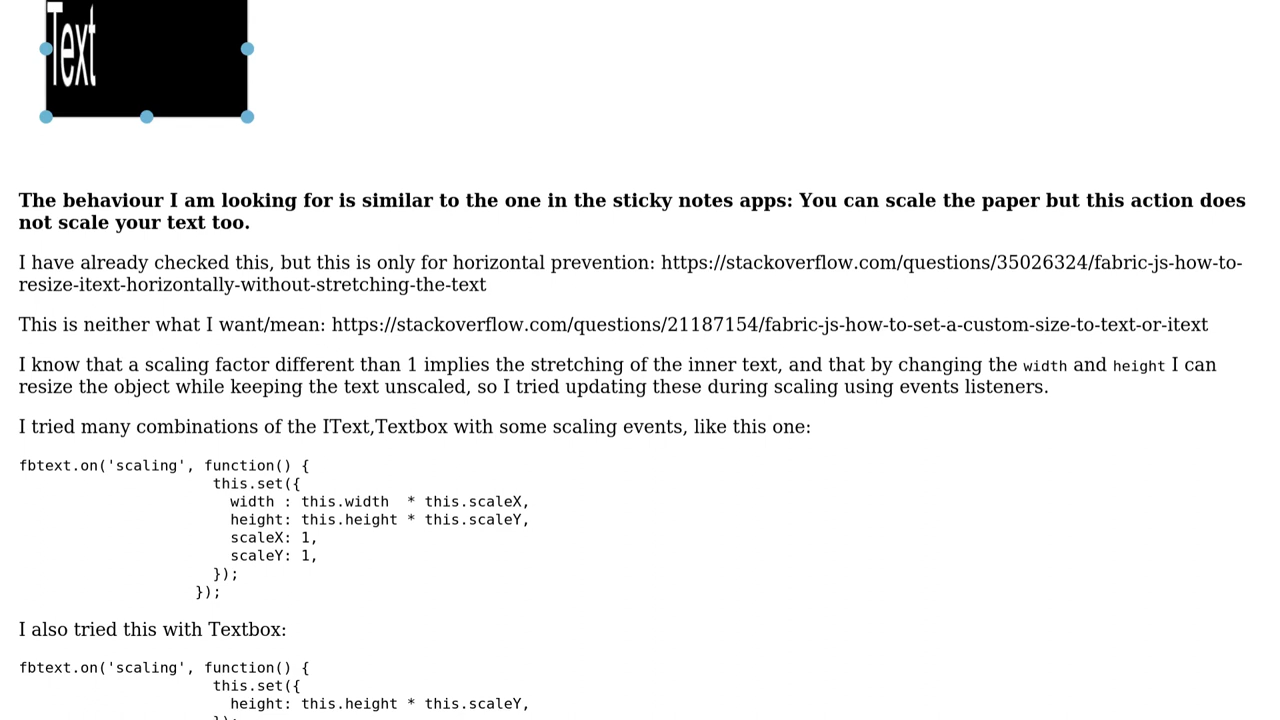 Text
The behaviour I am looking for is similar to the one in the sticky notes apps: You can scale the paper but this action does
not scale your text too.
I have already checked this, but this is only for horizontal prevention: https://stackoverflow.com/questions/35026324/fabric-js-how-to-
resize-itext-horizontally-without-stretching-the-text
This is neither what I want/mean: https://stackoverflow.com/questions/21187154/fabric-js-how-to-set-a-custom-size-to-text-or-itext
I know that a scaling factor different than 1 implies the stretching of the inner text, and that by changing the width and height I can
resize the object while keeping the text unscaled, so I tried updating these during scaling using events listeners.
I tried many combinations of the IText,Textbox with some scaling events, like this one:
fbtext.on('scaling', function() {
                      this.set({
                        width : this.width  * this.scaleX,
                        height: this.height * this.scaleY,
                        scaleX: 1,
                        scaleY: 1,
                      });
                    });
I also tried this with Textbox:
fbtext.on('scaling', function() {
                      this.set({
                        height: this.height * this.scaleY,
                      });